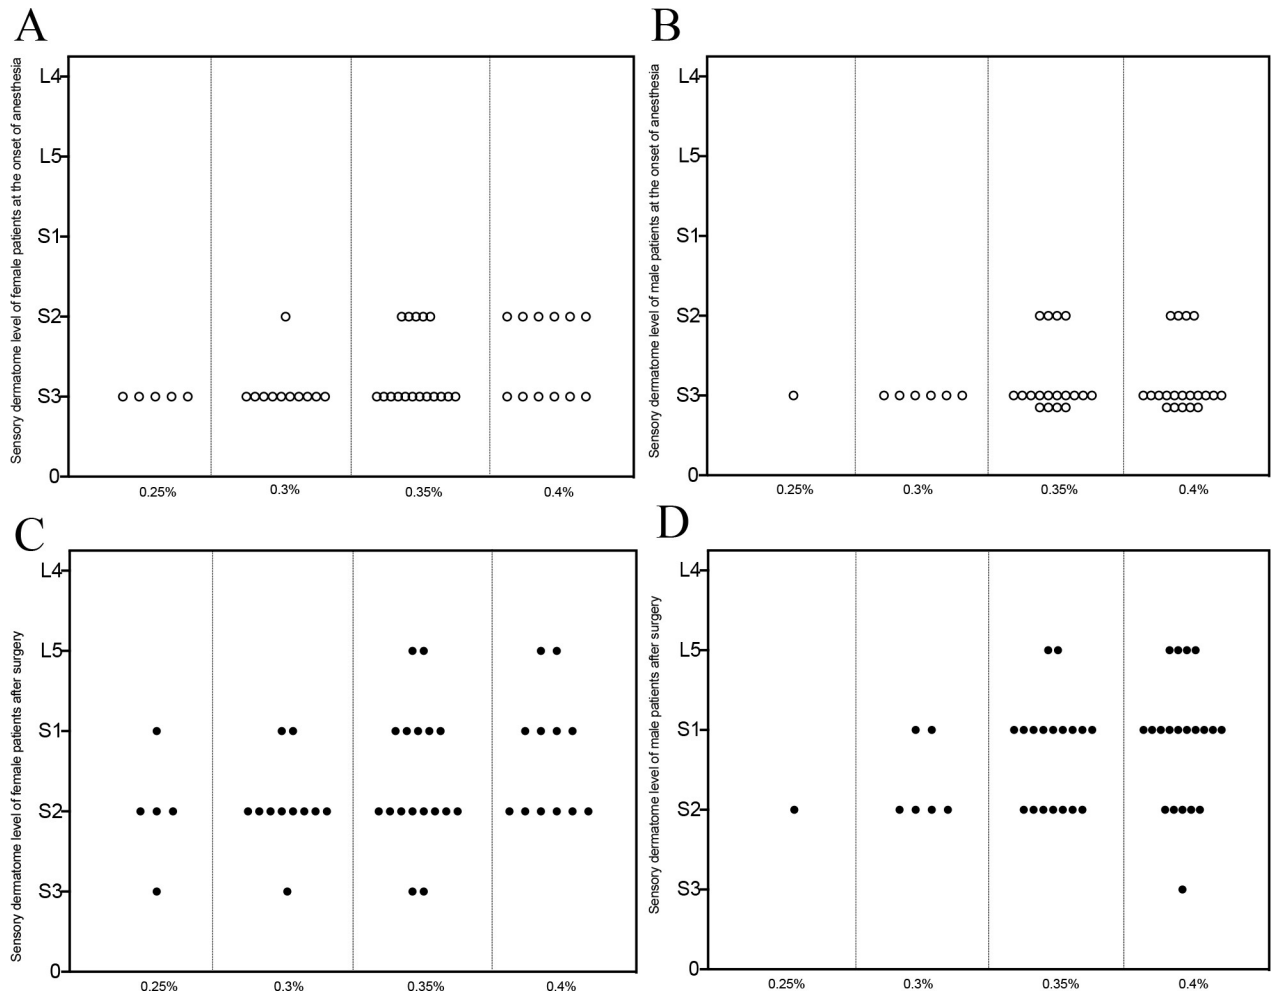 A
Sensory dermatome level of female patients at the onset of anesthesia
L4
L5
S1
S2
S3
0
0.25% 0.3% 0.35% 0.4%
B
Sensory dermatome level of male patients at the onset of anesthesia
L4
L5
S1
S2
S3
0
0.25% 0.3% 0.35% 0.4%
C
Sensory dermatome level of female patients after surgery
L4
L5
S1
S2
S3
0
0.25% 0.3% 0.35% 0.4%
D
Sensory dermatome level of male patients after surgery
L4
L5
S1
S2
S3
0
0.25% 0.3% 0.35% 0.4%